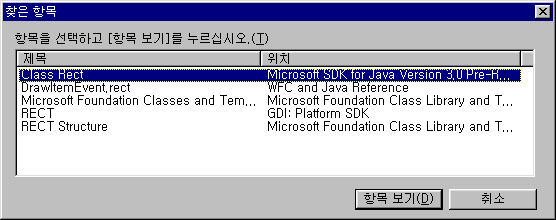 찾은 항목
항목을 선택하고 [항목 보기]를 누르십시오.(T)
제목 위치
Class Rect Microsoft SDK for Java Version 3.0 Pre-R...
DrawItemEvent.rect WFC and Java Reference
Microsoft Foundation Classes and Tem... Microsoft Foundation Class Library and T...
RECT GDI: Platform SDK
RECT Structure Microsoft Foundation Class Library and T...
항목 보기(D) 취소